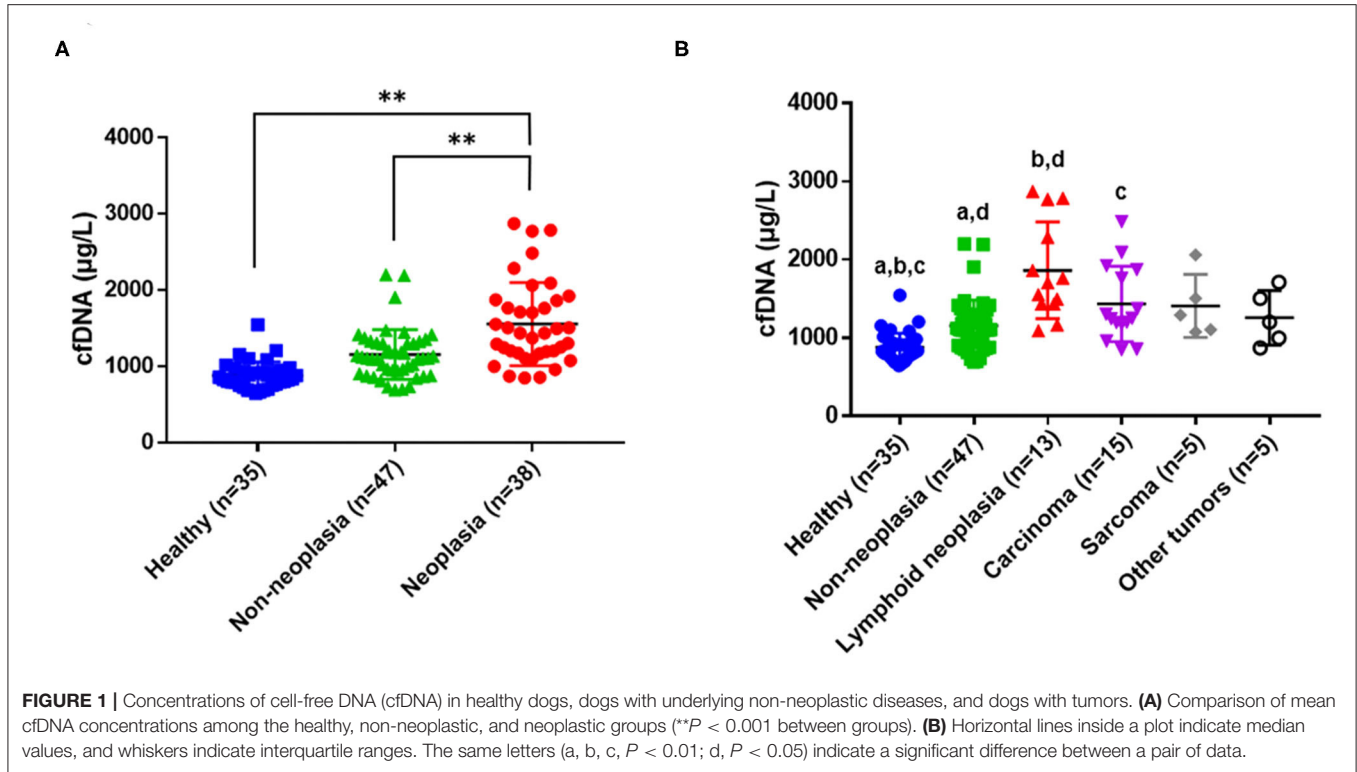 A
B
**
**
4000
3000
2000
1000
0
cfDNA (µg/L)
Healthy (n=35)
Non-neoplasia (n=47)
Neoplasia (n=38)
4000
3000
2000
1000
0
cfDNA (µg/L)
a,b,c
a,d
b,d
c
Healthy (n=35)
Non-neoplasia (n=47)
Lymphoid neoplasia (n=13)
Carcinoma (n=15)
Sarcoma (n=5)
Other tumors (n=5)
FIGURE 1 | Concentrations of cell-free DNA (cfDNA) in healthy dogs, dogs with underlying non-neoplastic diseases, and dogs with tumors. (A) Comparison of mean
cfDNA concentrations among the healthy, non-neoplastic, and neoplastic groups (**P < 0.001 between groups). (B) Horizontal lines inside a plot indicate median
values, and whiskers indicate interquartile ranges. The same letters (a, b, c, P < 0.01; d, P < 0.05) indicate a significant difference between a pair of data.